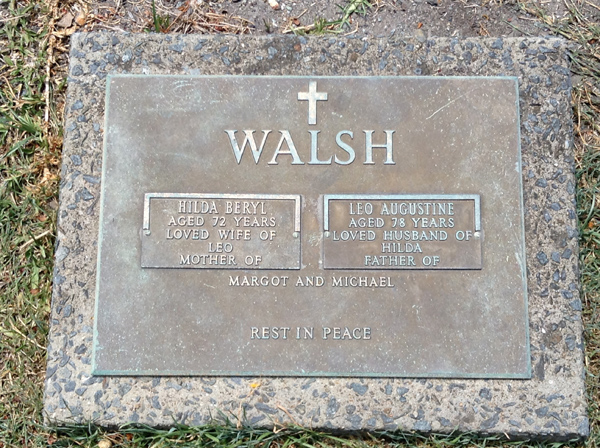 WALSH
HILDA BERYL
AGED 72 YEARS
LOVED WIFE OF
LEO
MOTHER OF
LEO AUGUSTINE
AGED 78 YEARS
LOVED HUSBAND OF
HILDA
FATHER OF
MARGOT AND MICHAEL
REST IN PEACE